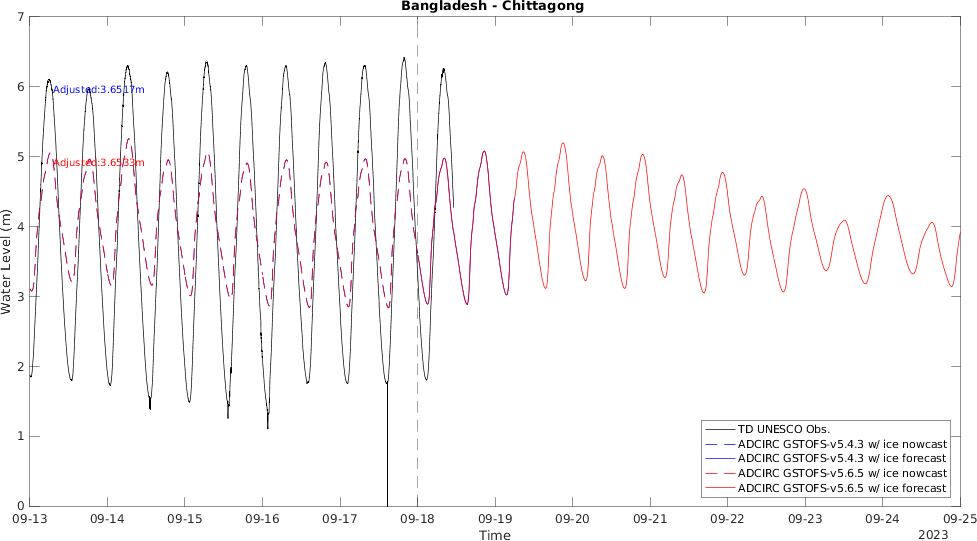 Bangladesh - Chittagong
7
6
5
4
3
2
1
0
Water Level (m)
Adjusted:3.6517m
Adjusted:3.6533m
TD UNESCO Obs.
ADCIRC GSTOFS-v5.4.3 w/ ice nowcast
ADCIRC GSTOFS-v5.4.3 w/ ice forecast
ADCIRC GSTOFS-v5.6.5 w/ ice nowcast
ADCIRC GSTOFS-v5.6.5 w/ ice forecast
09-13 09-14 09-15 09-16 09-17 09-18 09-19 09-20 09-21 09-22 09-23 09-24 09-25
Time
2023